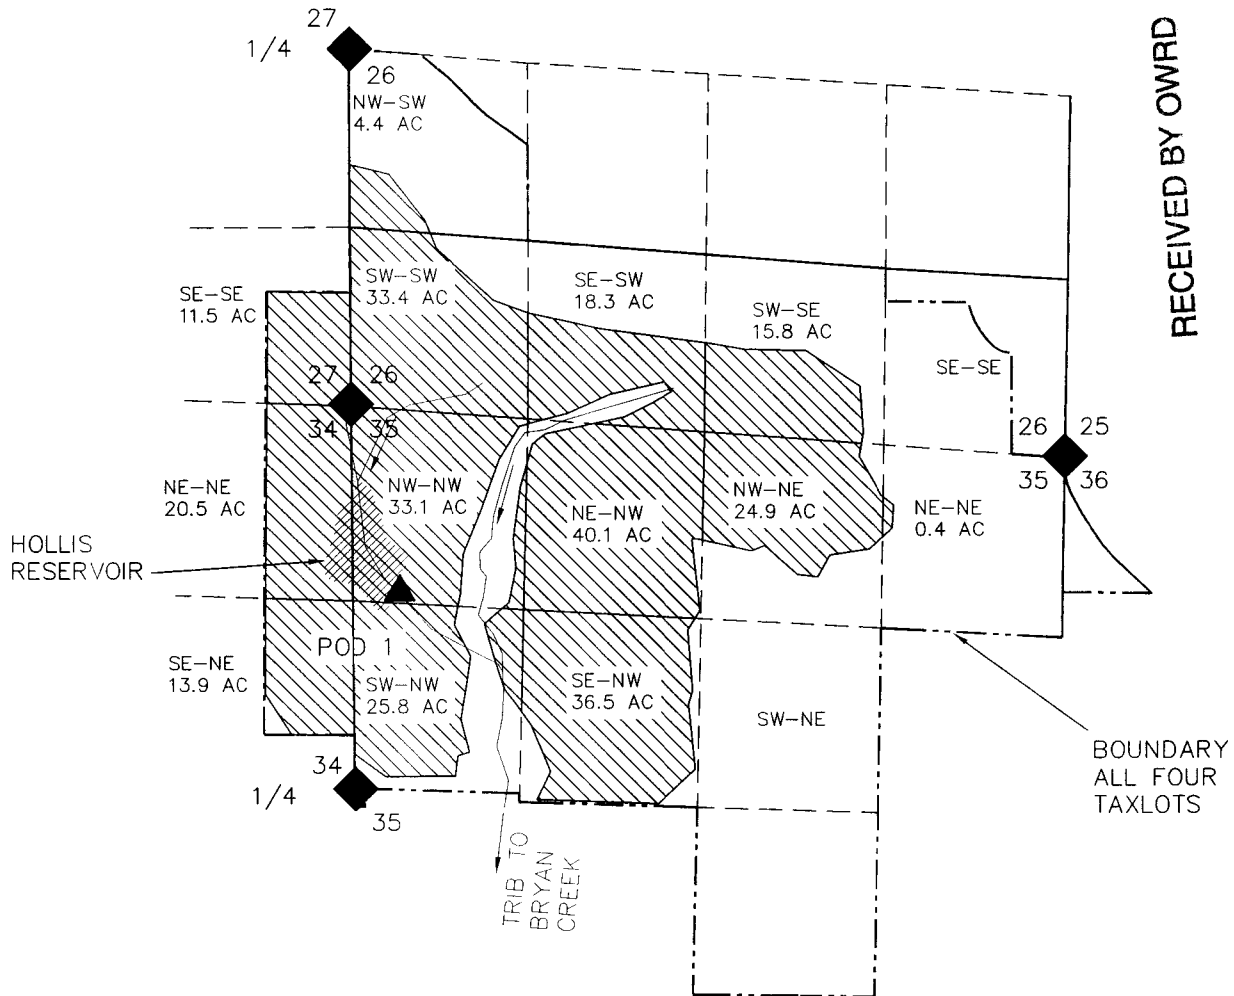 27
1/4
26
NW-SW
4.4 AC
RECEIVED BY OWRD
SW-SW
33.4 AC
SE-SW
18.3 AC
SE-SE
11.5 AC
SW-SE
15.8 AC
SE-SE
27 26
34 35
26 25
35 36
NE-NE
20.5 AC
NW-NW
33.1 AC
NE-NW
40.1 AC
NW-NE
24.9 AC
NE-NE
0.4 AC
HOLLIS
RESERVOIR
POD 1
SE-NE
13.9 AC
SW-NW
25.8 AC
SE-NW
36.5 AC
SW-NE
BOUNDARY
ALL FOUR
TAXLOTS
34
1/4
35
TRIB TO
BRYAN
CREEK